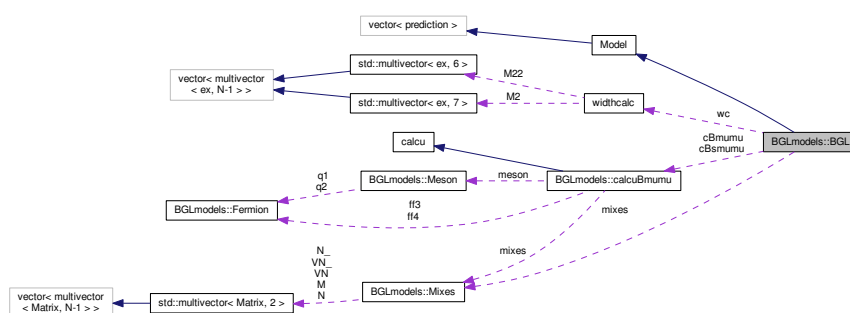 vector< prediction >
Model
std::multivector< ex, 6 >
vector< multivector
< ex, N-1 > >
M22
std::multivector< ex, 7 >
M2
widthcalc
wc
calcu
cBmumu
cBsmumu
BGLmodels::BGL
q1
q2
BGLmodels::Meson
meson
BGLmodels::calcuBmumu
BGLmodels::Fermion
ff3
ff4
mixes
N_
VN_
VN
M
N
mixes
BGLmodels::Mixes
vector< multivector
< Matrix, N-1 > >
std::multivector< Matrix, 2 >